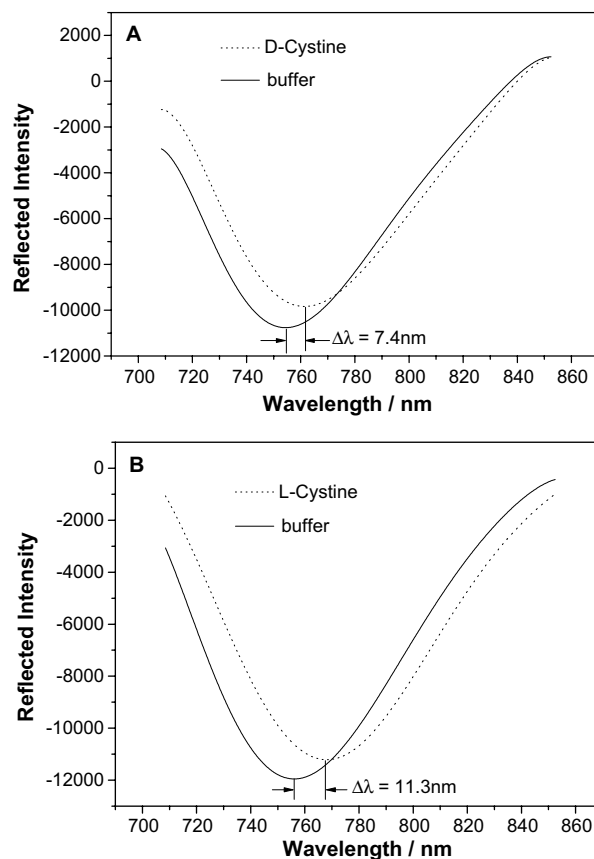 A
D-Cystine
buffer
2000
0
-2000
-4000
-6000
-8000
-10000
-12000
Reflected Intensity
Δλ = 7.4nm
700 720 740 760 780 800 820 840 860
Wavelength / nm
B
L-Cystine
buffer
0
-2000
-4000
-6000
-8000
-10000
-12000
Reflected Intensity
Δλ = 11.3nm
700 720 740 760 780 800 820 840 860
Wavelength / nm